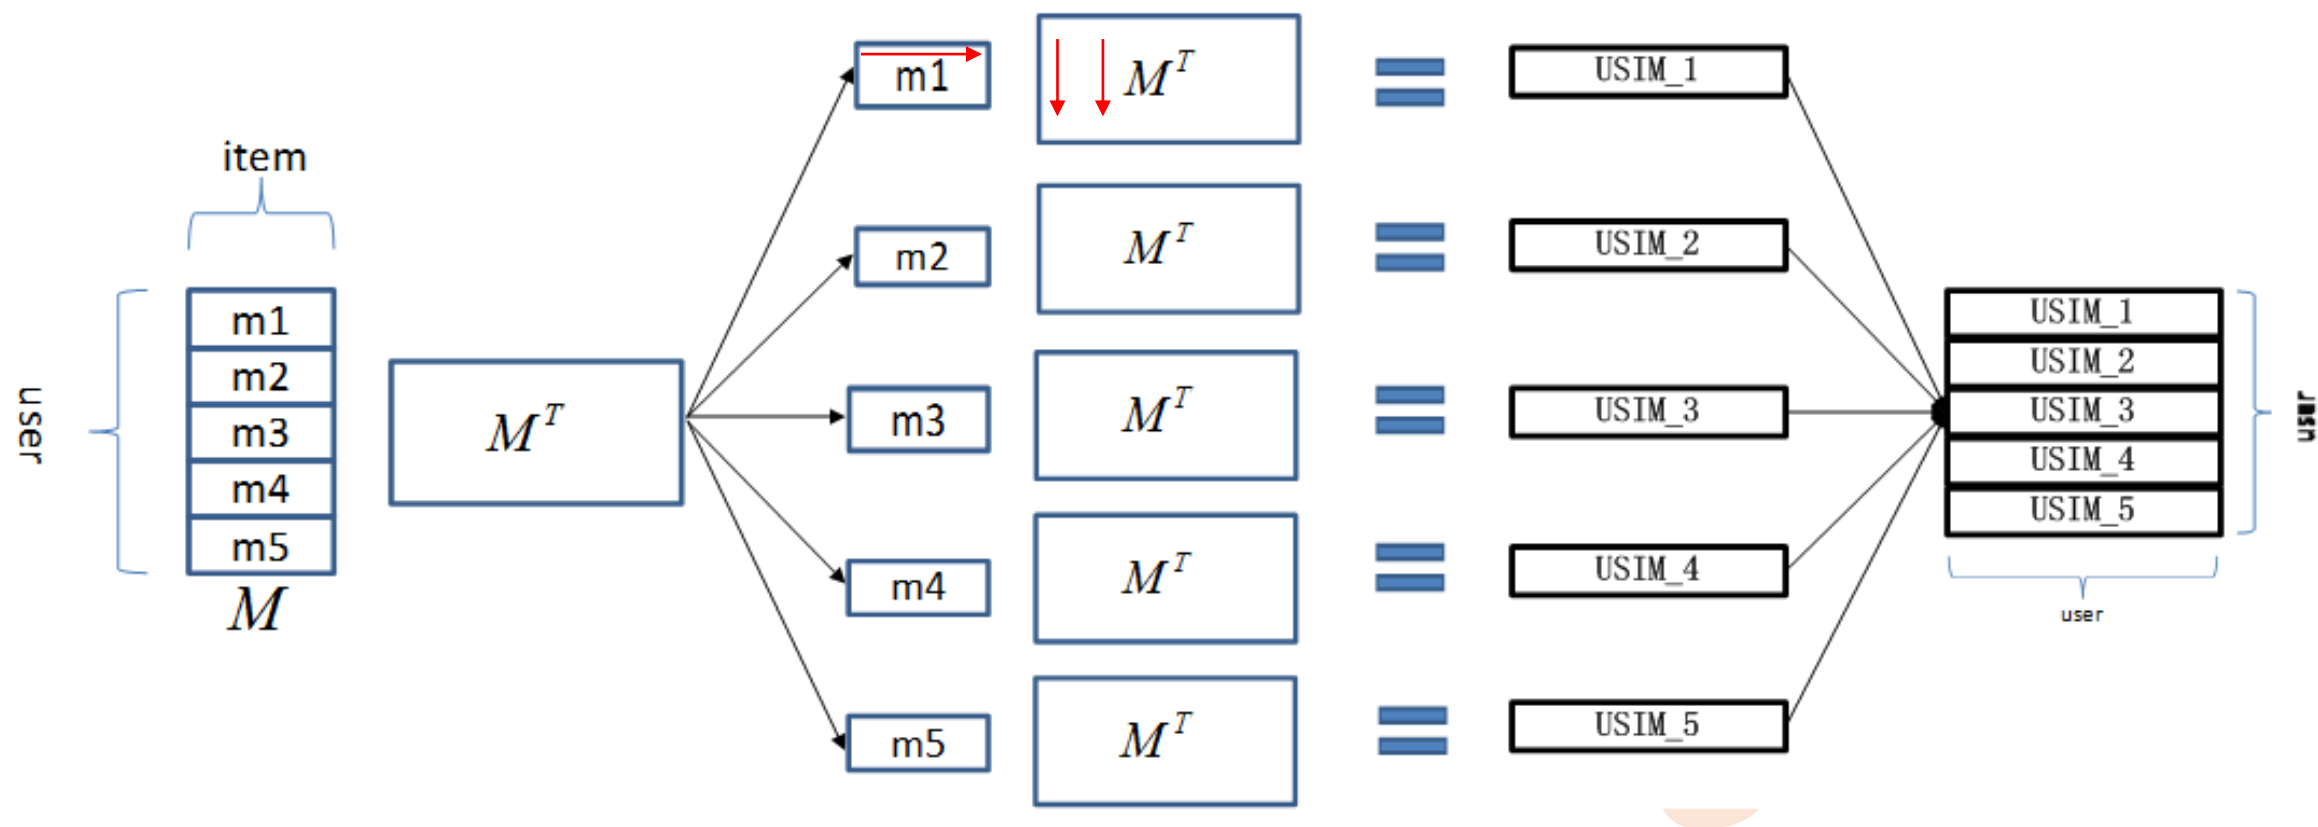 item
user
m1
m2
m3
m4
m5
M
M^T
m1
M^T
USIM_1
m2
M^T
USIM_2
m3
M^T
USIM_3
m4
M^T
USIM_4
m5
M^T
USIM_5
USIM_1
USIM_2
USIM_3
USIM_4
USIM_5
user
user